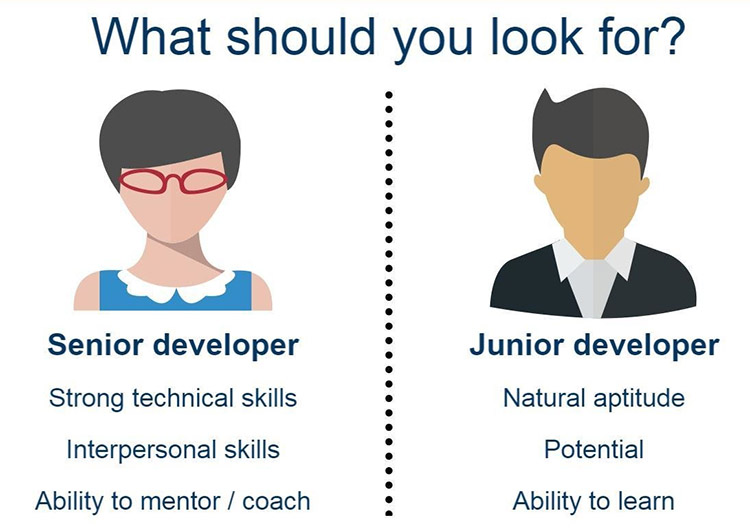 What should you look for?
Senior developer
Strong technical skills
Interpersonal skills
Ability to mentor / coach
Junior developer
Natural aptitude
Potential
Ability to learn